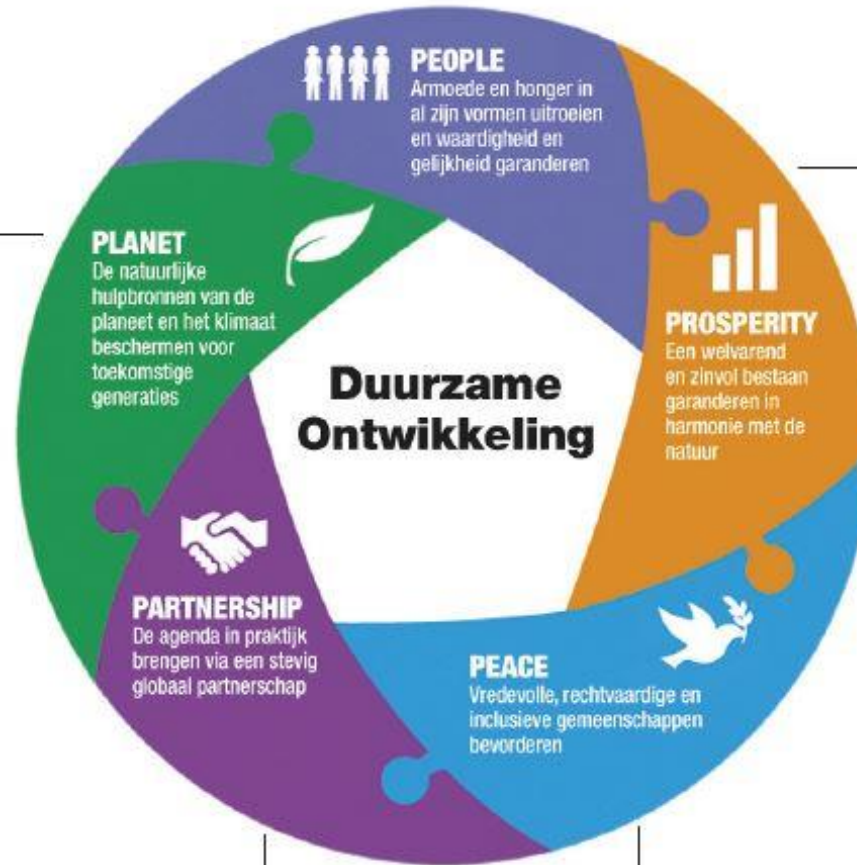 PEOPLE
Armoede en honger in
al zijn vormen uitroeien
en waardigheid en
gelijkheid garanderen
PLANET
De natuurlijke
hulpbronnen van de
planeet en het klimaat
beschermen voor
toekomstige
generaties
PROSPERITY
Een welvarend
en zinvol bestaan
garanderen in
harmonie met de
natuur
Duurzame
Ontwikkeling
PARTNERSHIP
De agenda in praktijk
brengen via een stevig
globaal partnerschap
PEACE
Vredevolle, rechtvaardige en
inclusieve gemeenschappen
bevorderen